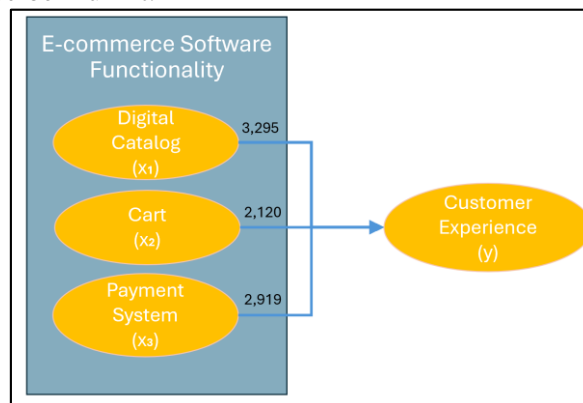 E-commerce Software
Functionality
Digital
Catalog
(x₁)
3,295
Cart
(x₂)
2,120
Payment
System
(x₃)
2,919
Customer
Experience
(y)